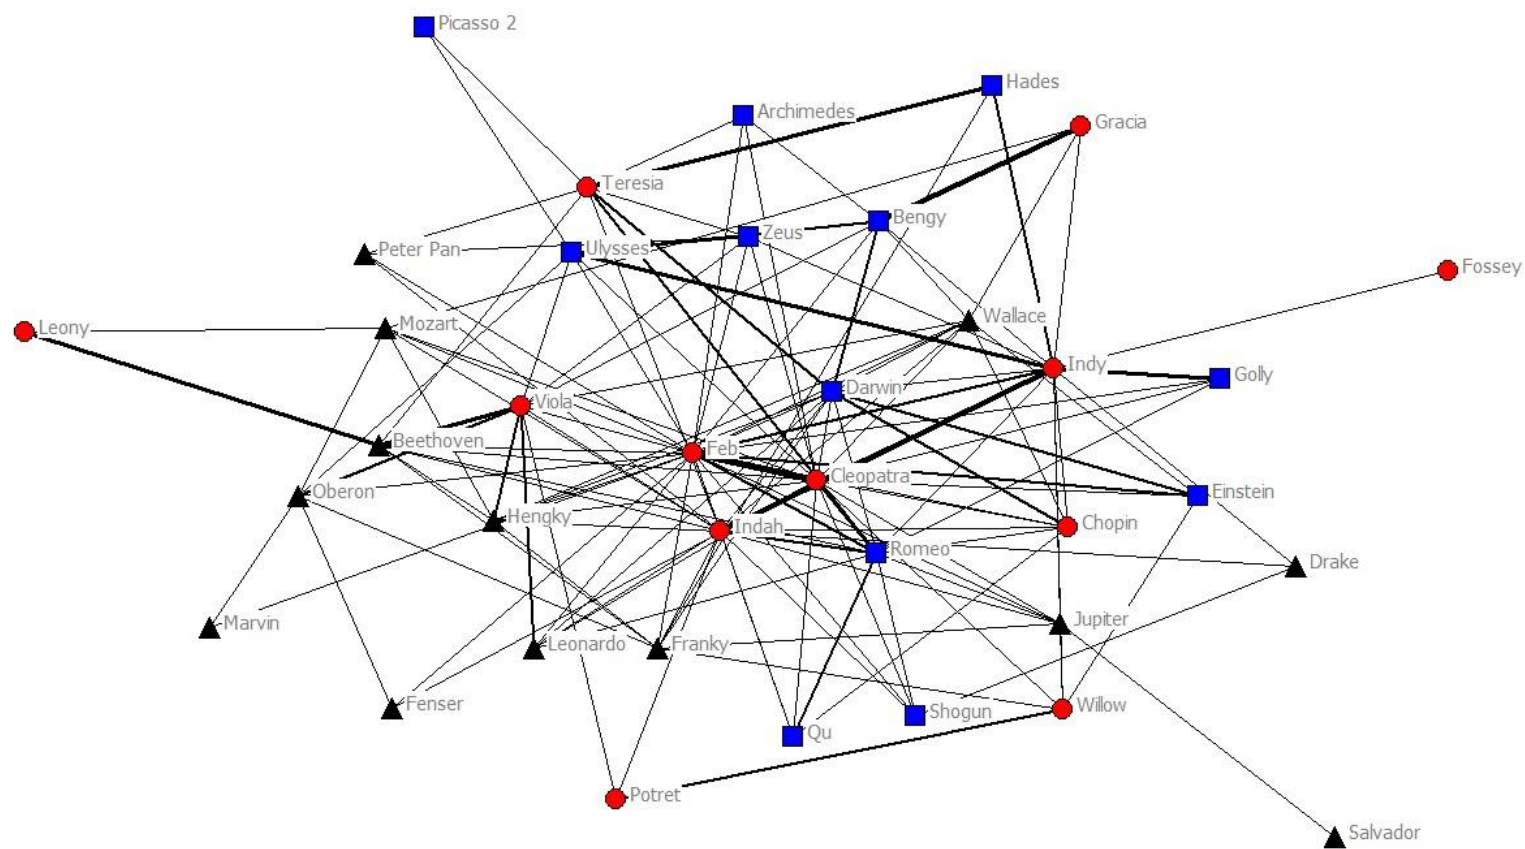 Picasso 2
Hades
Archimedes
Gracia
Teresia
Bengy
Zeus
Peter Pan
Ulysses
Fossey
Wallace
Leony
Mozart
Indy
Golly
Darwin
Viola
Beethoven
Feb
Cleopatra
Oberon
Einstein
Hengky
Indah
Chopin
Romeo
Drake
Marvin
Jupiter
Leonardo
Franky
Fenser
Shogun
Willow
Qu
Potret
Salvador